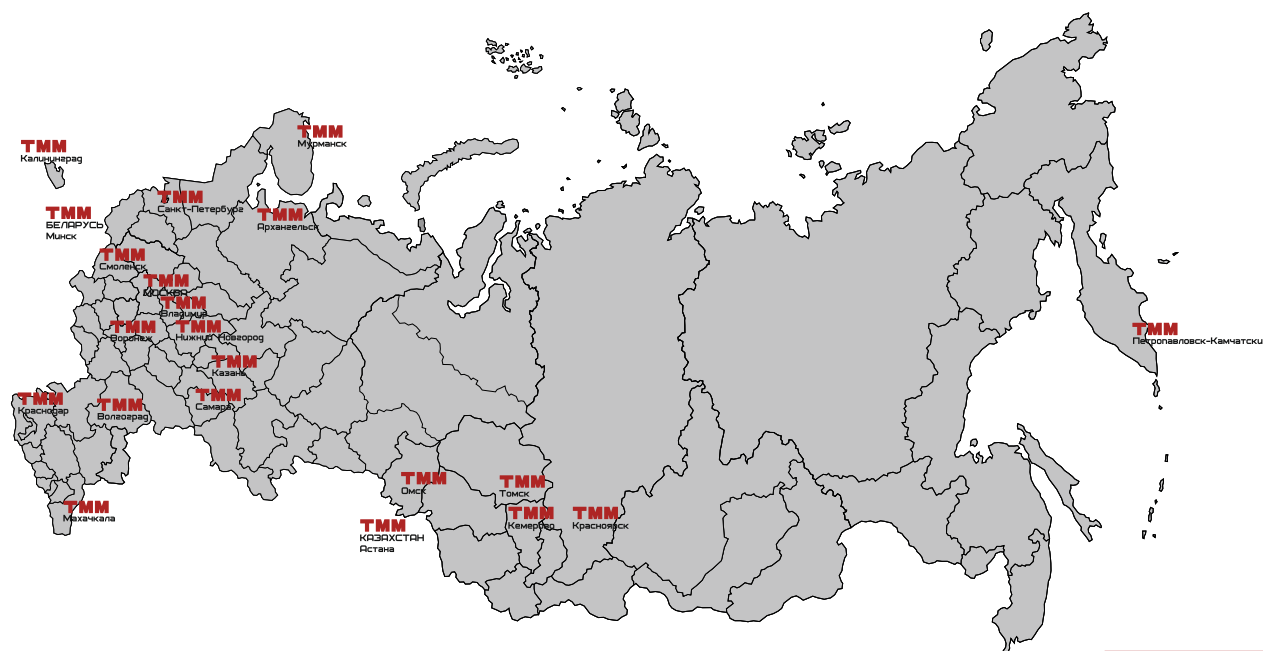 ТММ
Мурманск
ТММ
Калининград
ТММ
Санкт-Петербург
ТММ
БЕЛАРУСЬ
Минск
ТММ
Архангельск
ТММ
Смоленск
ТММ
МОСКВА
ТММ
Владимир
ТММ
Воронеж
ТММ
Нижний Новгород
ТММ
Петропавловск-Камчатски
ТММ
Казань
ТММ
Самара
ТММ
Краснодар
ТММ
Волгоград
ТММ
Омск
ТММ
Томск
ТММ
Махачкала
ТММ
Кемерово
ТММ
Красноярск
ТММ
КАЗАХСТАН
Астана